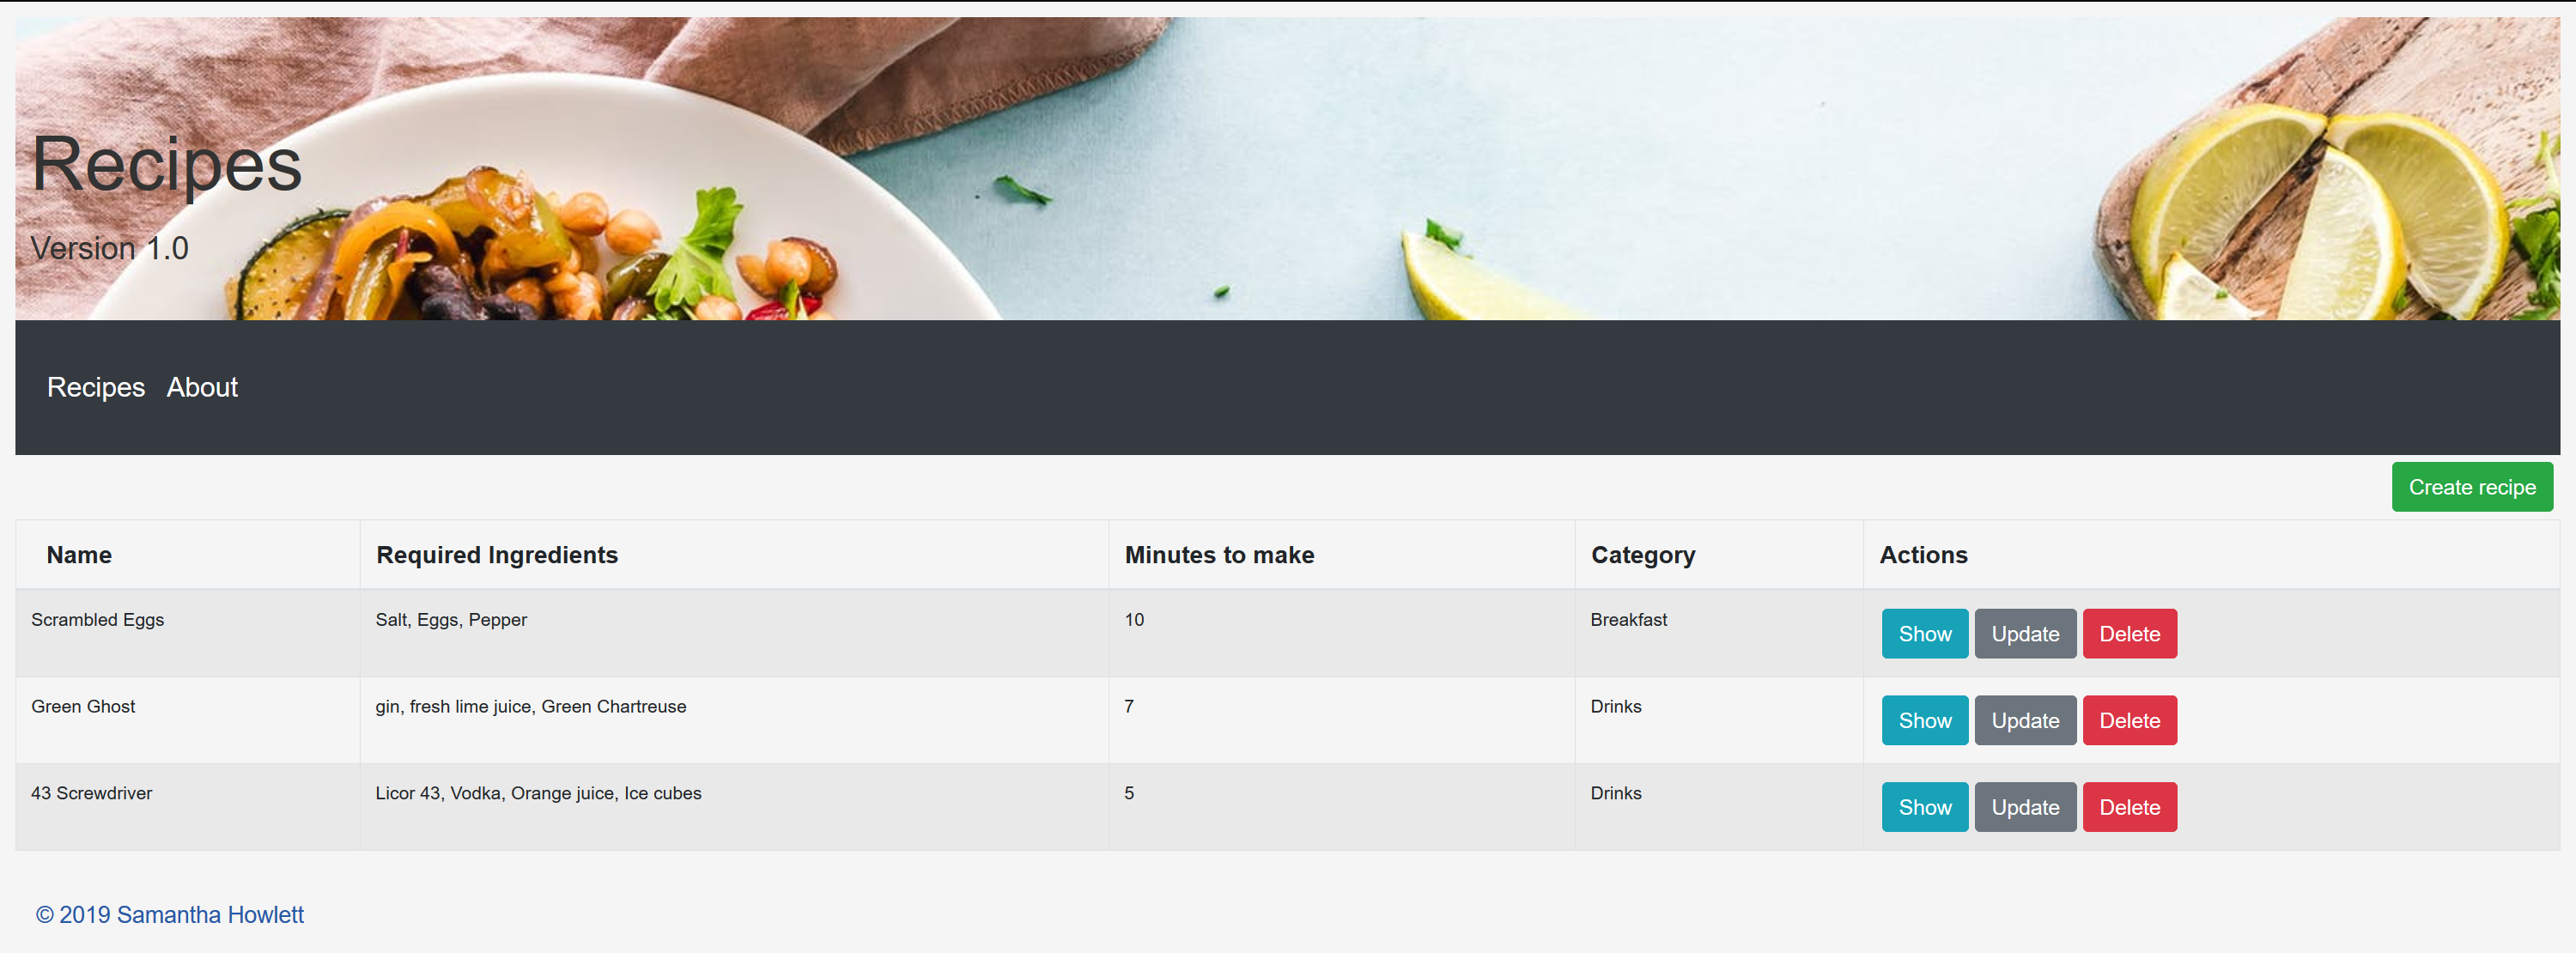 Recipes
Version 1.0
Recipes About
Create recipe
Name Required Ingredients Minutes to make Category Actions
Scrambled Eggs Salt, Eggs, Pepper 10 Breakfast Show Update Delete
Green Ghost gin, fresh lime juice, Green Chartreuse 7 Drinks Show Update Delete
43 Screwdriver Licor 43, Vodka, Orange juice, Ice cubes 5 Drinks Show Update Delete
© 2019 Samantha Howlett